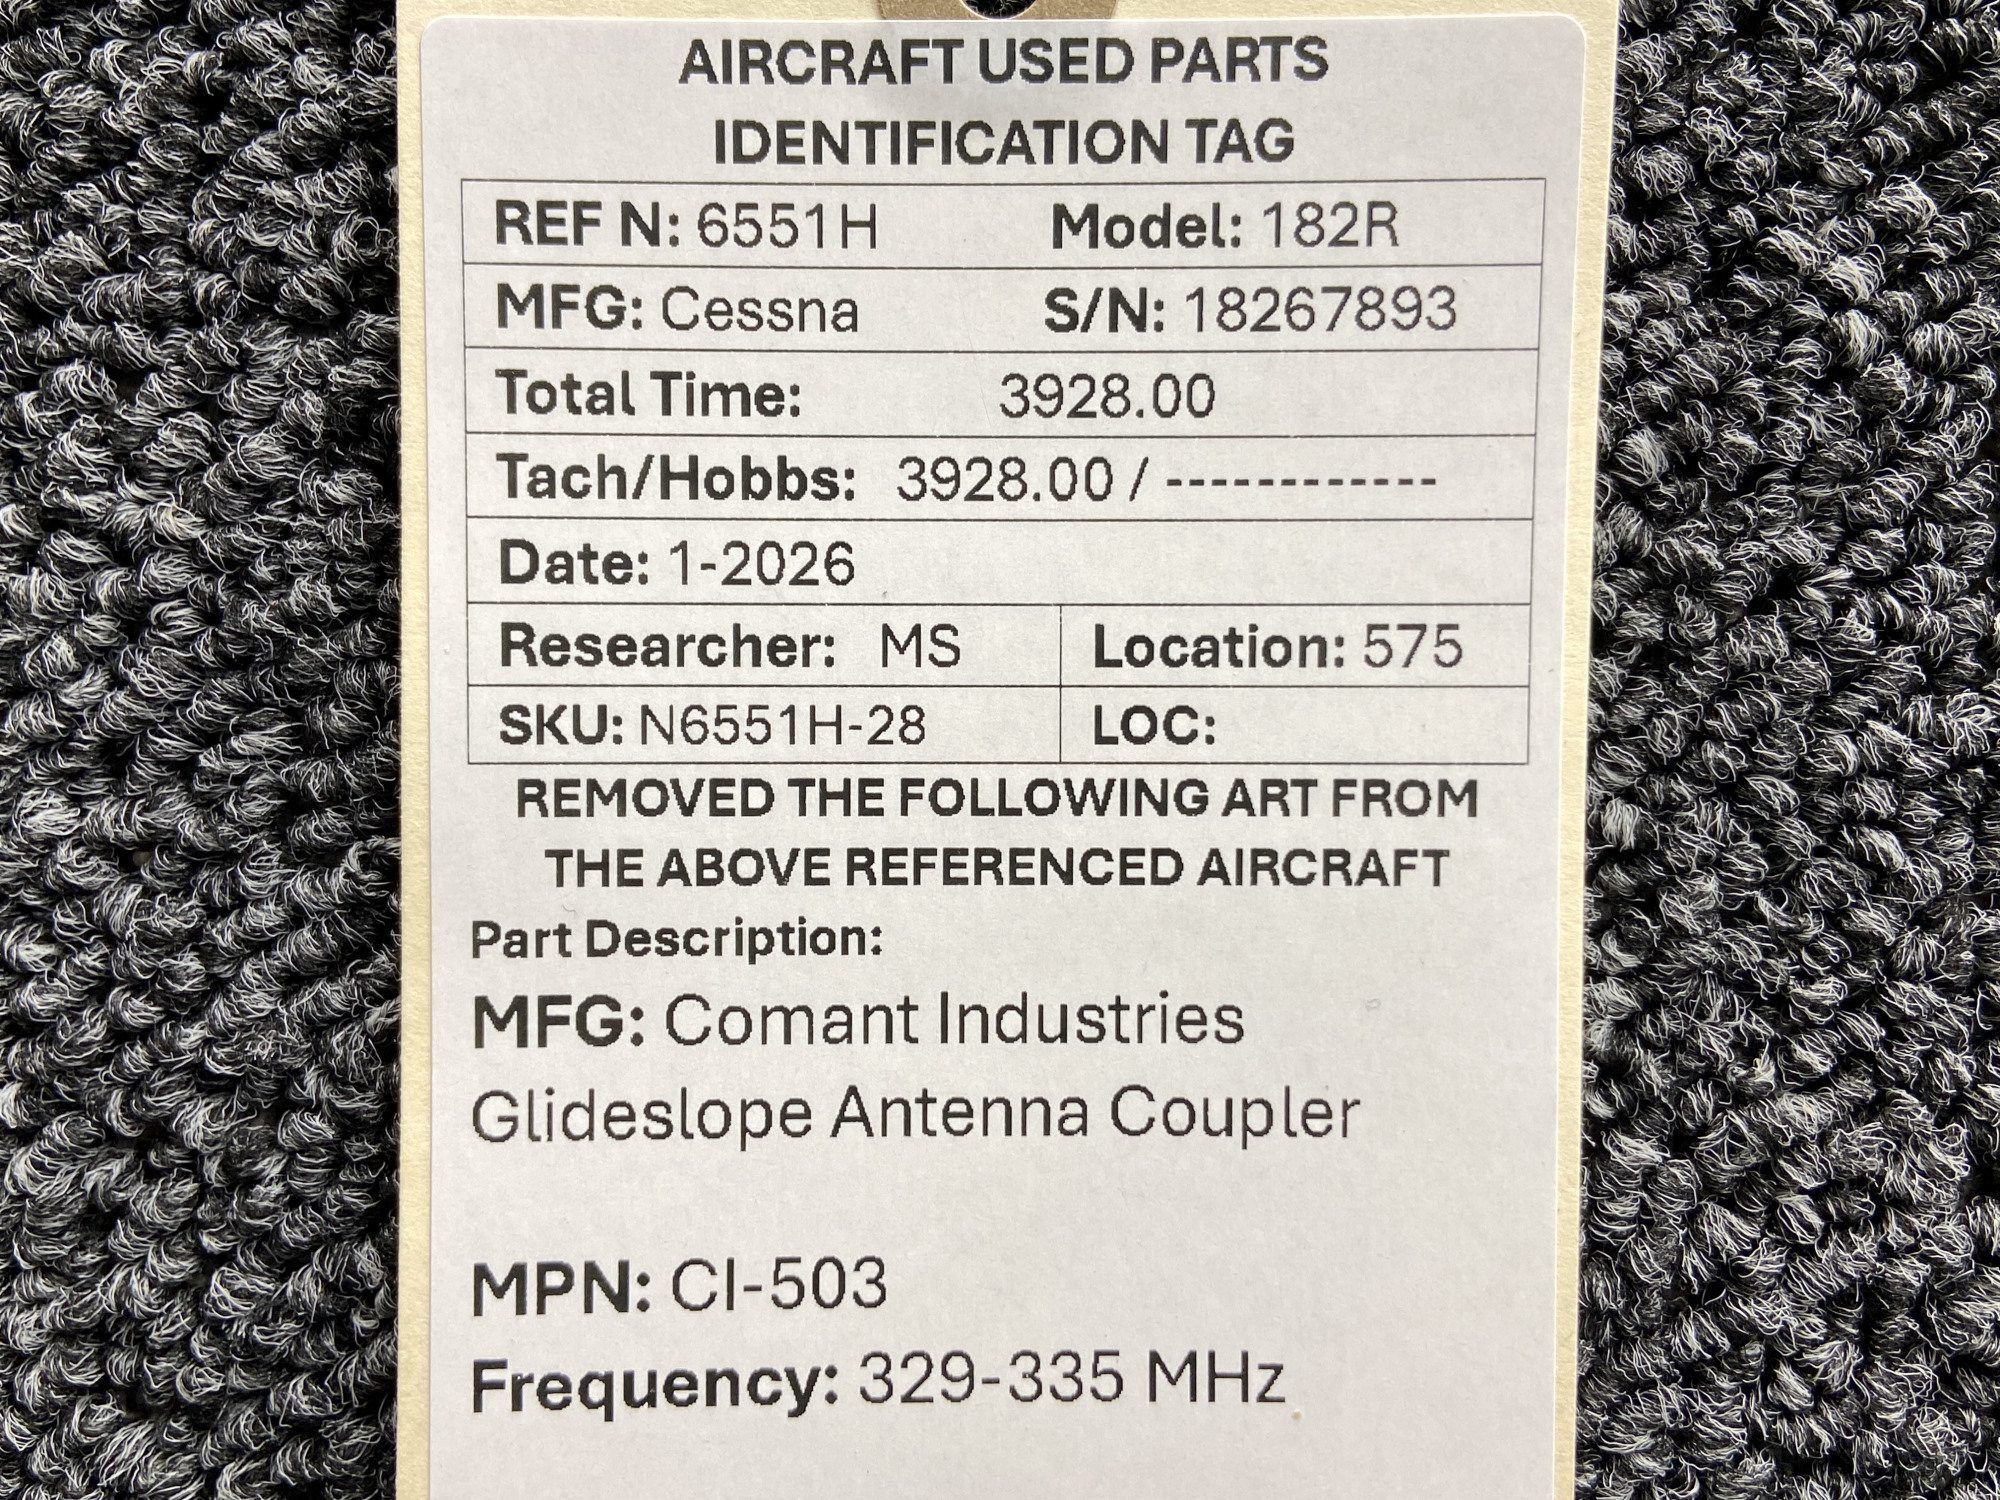 AIRCRAFT USED PARTS
IDENTIFICATION TAG
REF N: 6551H Model: 182R
MFG: Cessna S/N: 18267893
Total Time: 3928.00
Tach/Hobbs: 3928.00 / ------------
Date: 1-2026
Researcher: MS Location: 575
SKU: N6551H-28 LOC:
REMOVED THE FOLLOWING ART FROM
THE ABOVE REFERENCED AIRCRAFT
Part Description:
MFG: Comant Industries
Glideslope Antenna Coupler
MPN: CI-503
Frequency: 329-335 MHz